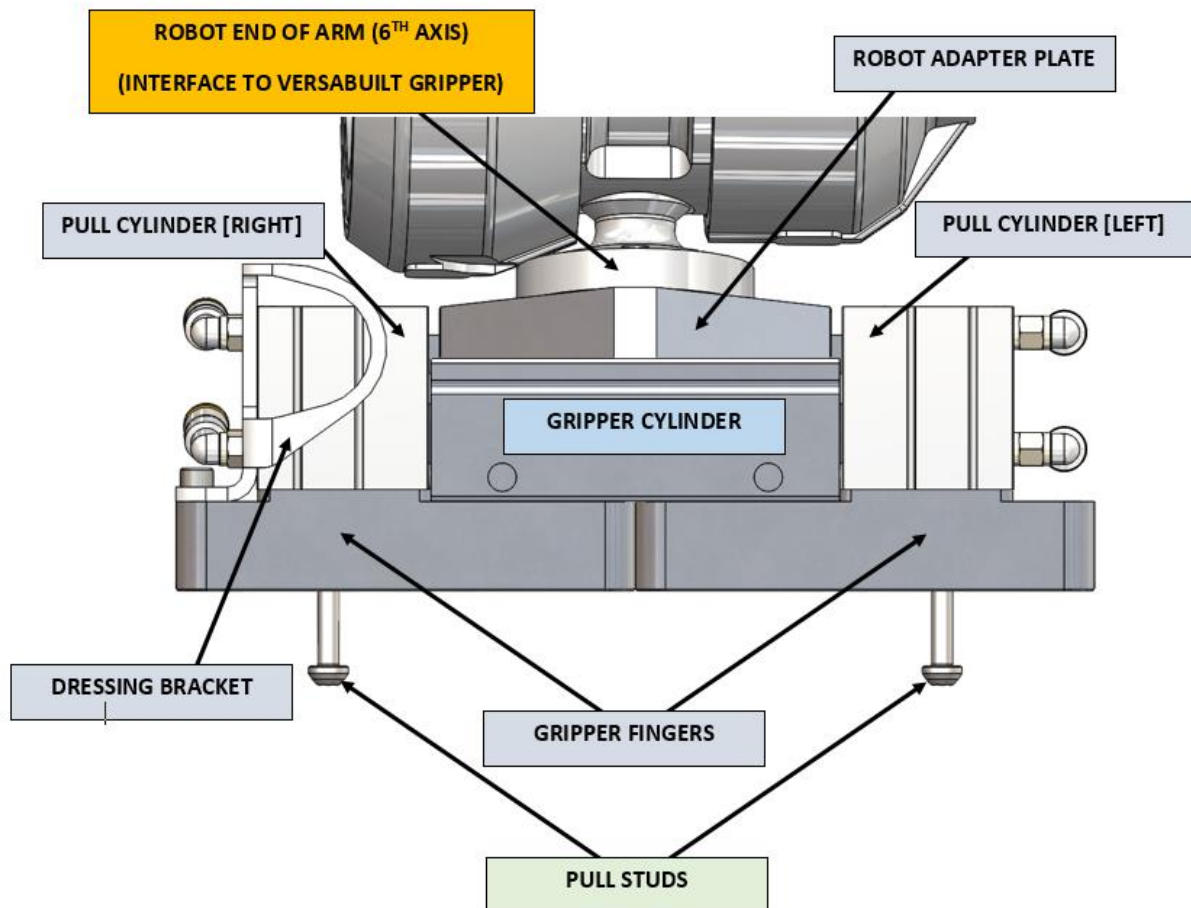 ROBOT END OF ARM (6TH AXIS)
(INTERFACE TO VERSABUILT GRIPPER)
ROBOT ADAPTER PLATE
PULL CYLINDER [RIGHT]
PULL CYLINDER [LEFT]
GRIPPER CYLINDER
DRESSING BRACKET
GRIPPER FINGERS
PULL STUDS